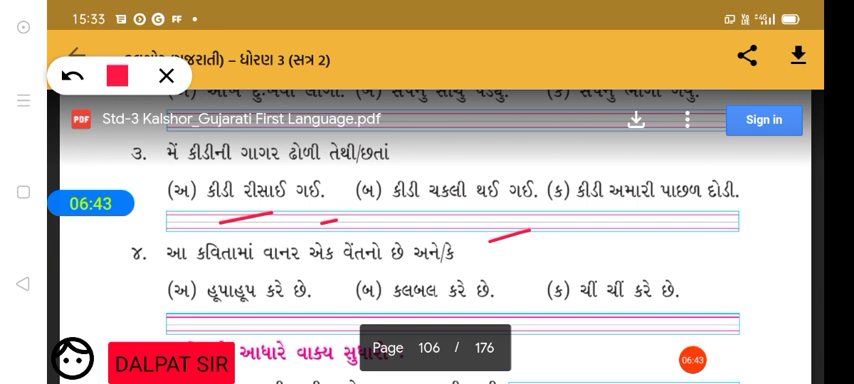 15:33
ધોરણ 3 (સત્ર 2)
Std-3 Kalshor_Gujarati First Language.pdf
Sign in
૩. મેં કીડીની ગાગર ઢોળી તેથી/છતાં
(અ) કીડી રીસાઈ ગઈ. (બ) કીડી ચકલી થઈ ગઈ. (ક) કીડી અમારી પાછળ દોડી.
06:43
૪. આ કવિતામાં વાનર એક વેંતનો છે અને/કે
(અ) હૂપાહૂપ કરે છે. (બ) કલબલ કરે છે. (ક) ચીં ચીં કરે છે.
Page 106 / 176
આધારે વાક્ય
06:43
DALPAT SIR